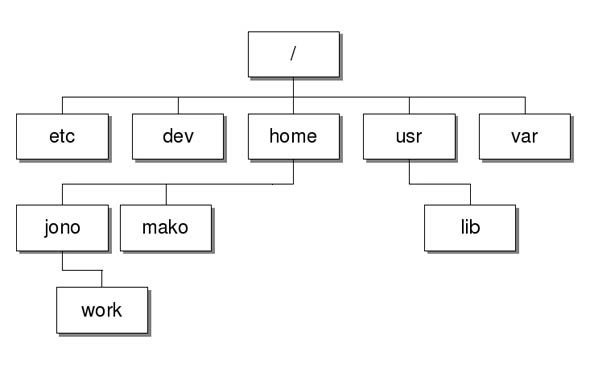 /
etc
dev
home
usr
var
jono
mako
lib
work